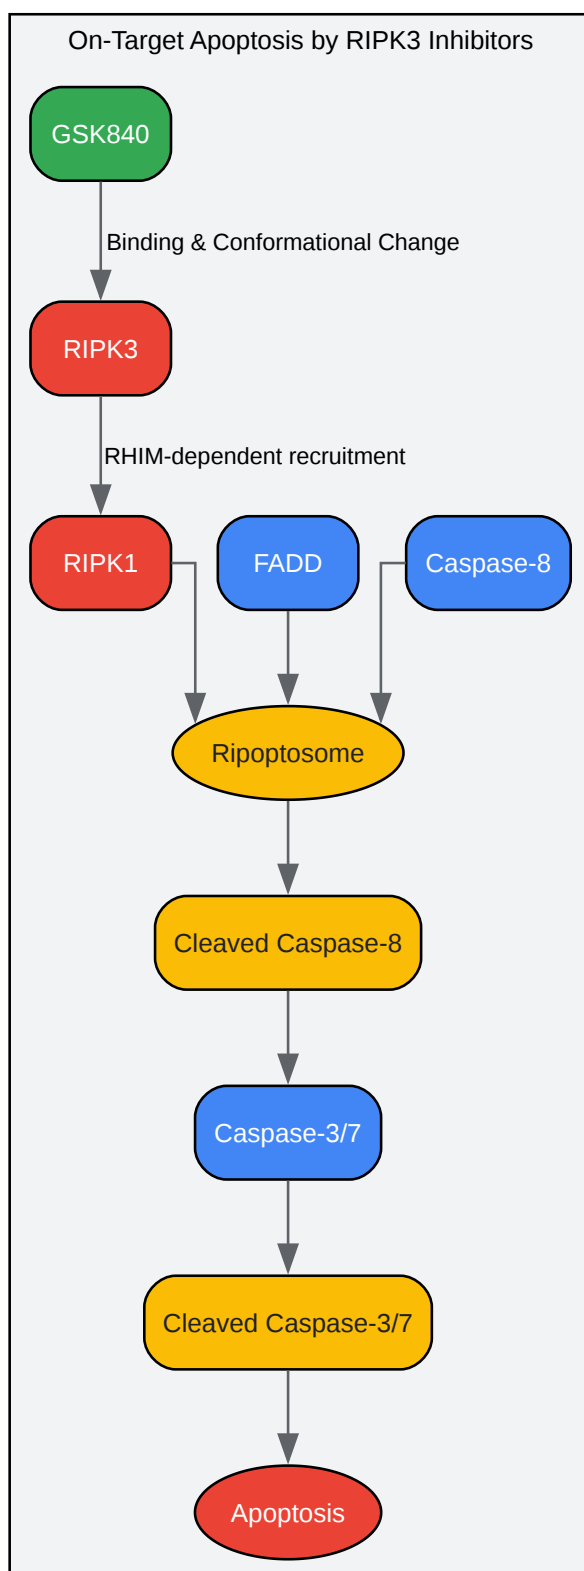 On-Target Apoptosis by RIPK3 Inhibitors
GSK840
Binding & Conformational Change
RIPK3
RHIM-dependent recruitment
RIPK1
FADD
Caspase-8
Ripoptosome
Cleaved Caspase-8
Caspase-3/7
Cleaved Caspase-3/7
Apoptosis